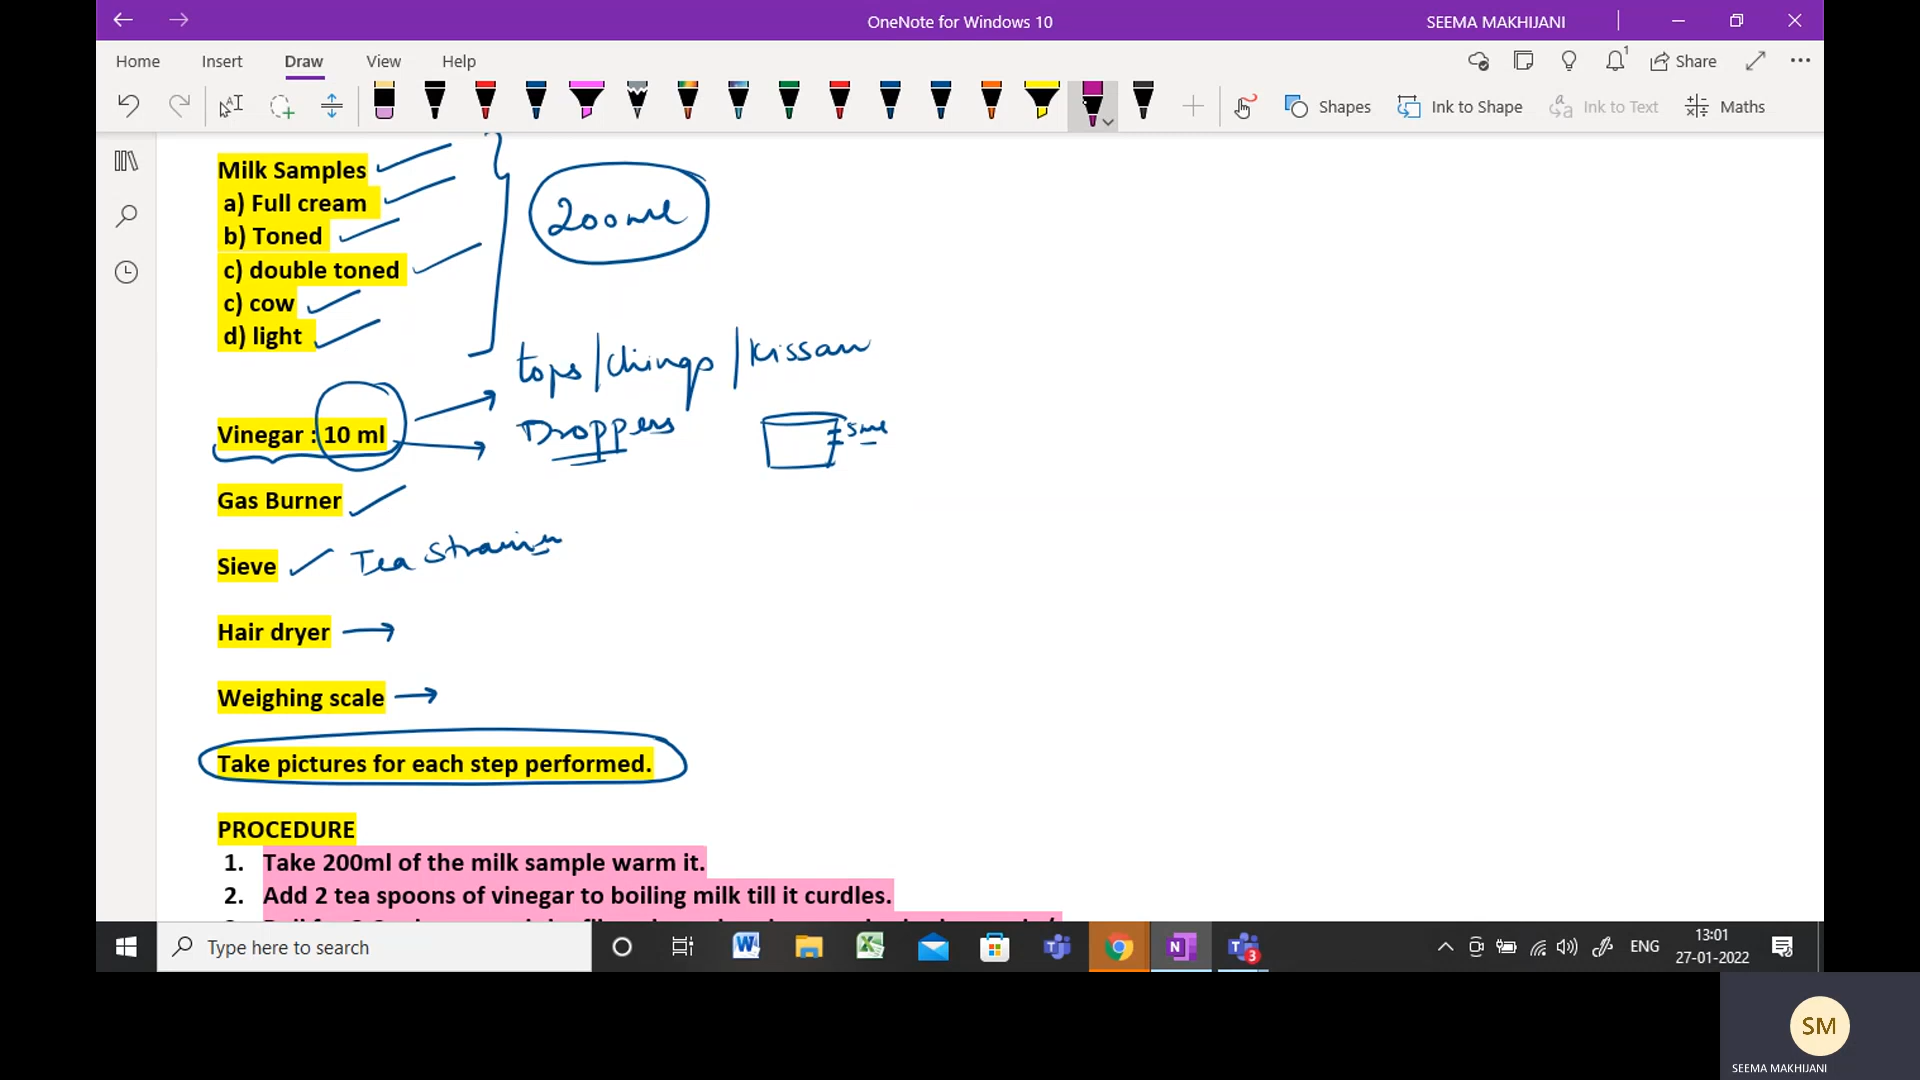 OneNote for Windows 10
SEEMA MAKHIJANI
Home Insert Draw View Help
1
Share
Shapes
Ink to Shape
Ink to Text
Maths
Milk Samples
a) Full cream
b) Toned
c) double toned
c) cow
d) light
200ml
tops/chings/kissan
Vinegar : 10 ml
Droppers
5ml
Gas Burner
Sieve
Tea Strainer
Hair dryer
Weighing scale
Take pictures for each step performed.
PROCEDURE
1. Take 200ml of the milk sample warm it.
2. Add 2 tea spoons of vinegar to boiling milk till it curdles.
Type here to search
3
ENG
13:01
27-01-2022
SM
SEEMA MAKHIJANI